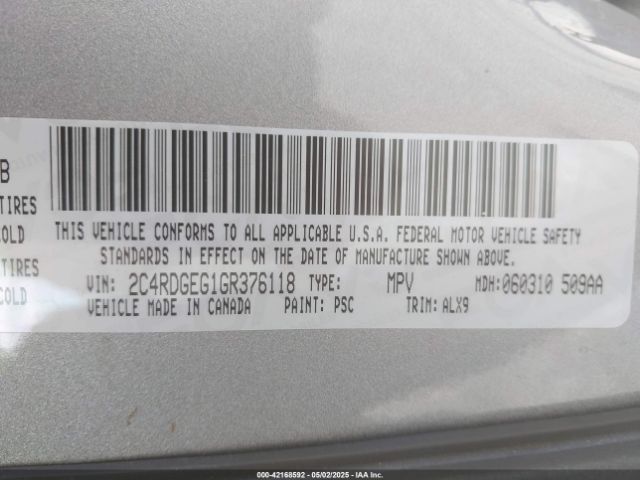 B
TIRES
COLD
TIRES
COLD
THIS VEHICLE CONFORMS TO ALL APPLICABLE U.S.A. FEDERAL MOTOR VEHICLE SAFETY
STANDARDS IN EFFECT ON THE DATE OF MANUFACTURE SHOWN ABOVE.
VIN: 2C4RDGEG1GR376118 TYPE: MPV MDH:060310 509AA
VEHICLE MADE IN CANADA PAINT: PSC TRIM: ALX9
000-42168592 - 05/02/2025 - IAA Inc.